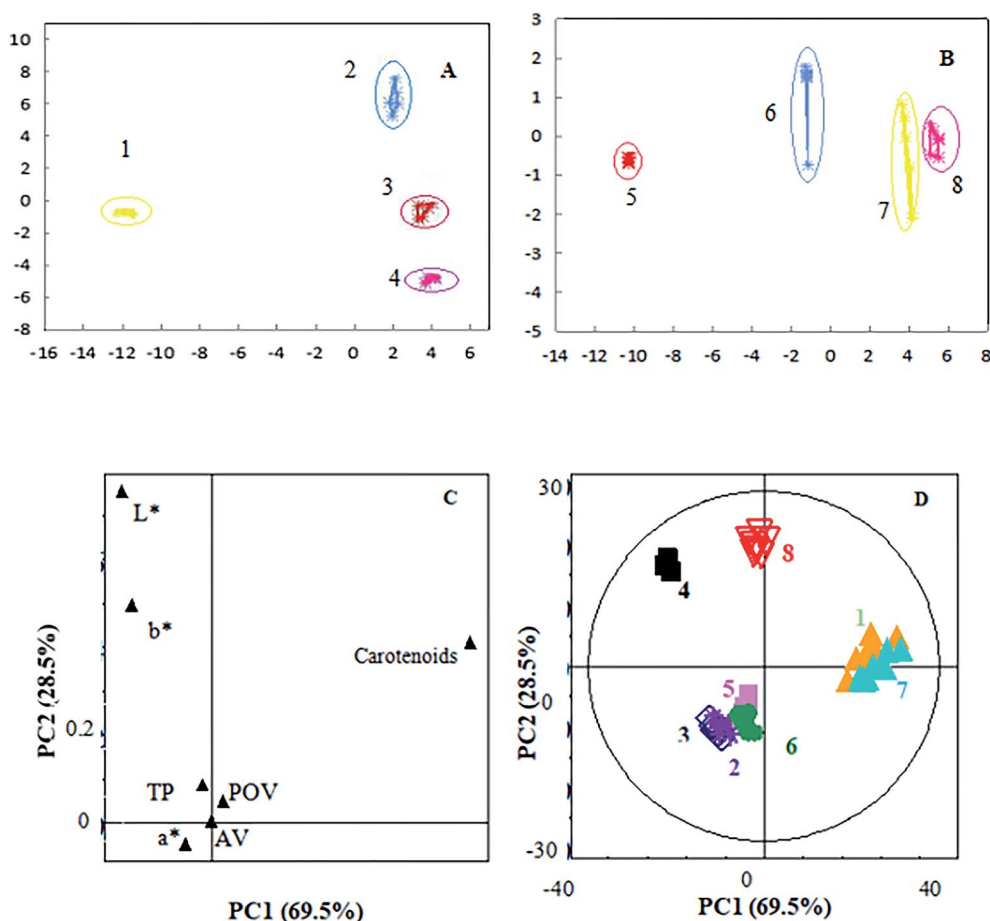 10
8
6
4
2
0
-2
-4
-6
-8
-16 -14 -12 -10 -8 -6 -4 -2 0 2 4 6
1
2
3
4
A
3
2
1
0
-1
-2
-3
-4
-5
-14 -12 -10 -8 -6 -4 -2 0 2 4 6 8
5
6
7
8
B
C
L*
b*
Carotenoids
TP
POV
a*
AV
0.2
0
PC2 (28.5%)
PC1 (69.5%)
D
30
0
-30
-40 0 40
8
4
1
7
5
3
6
2
PC2 (28.5%)
PC1 (69.5%)